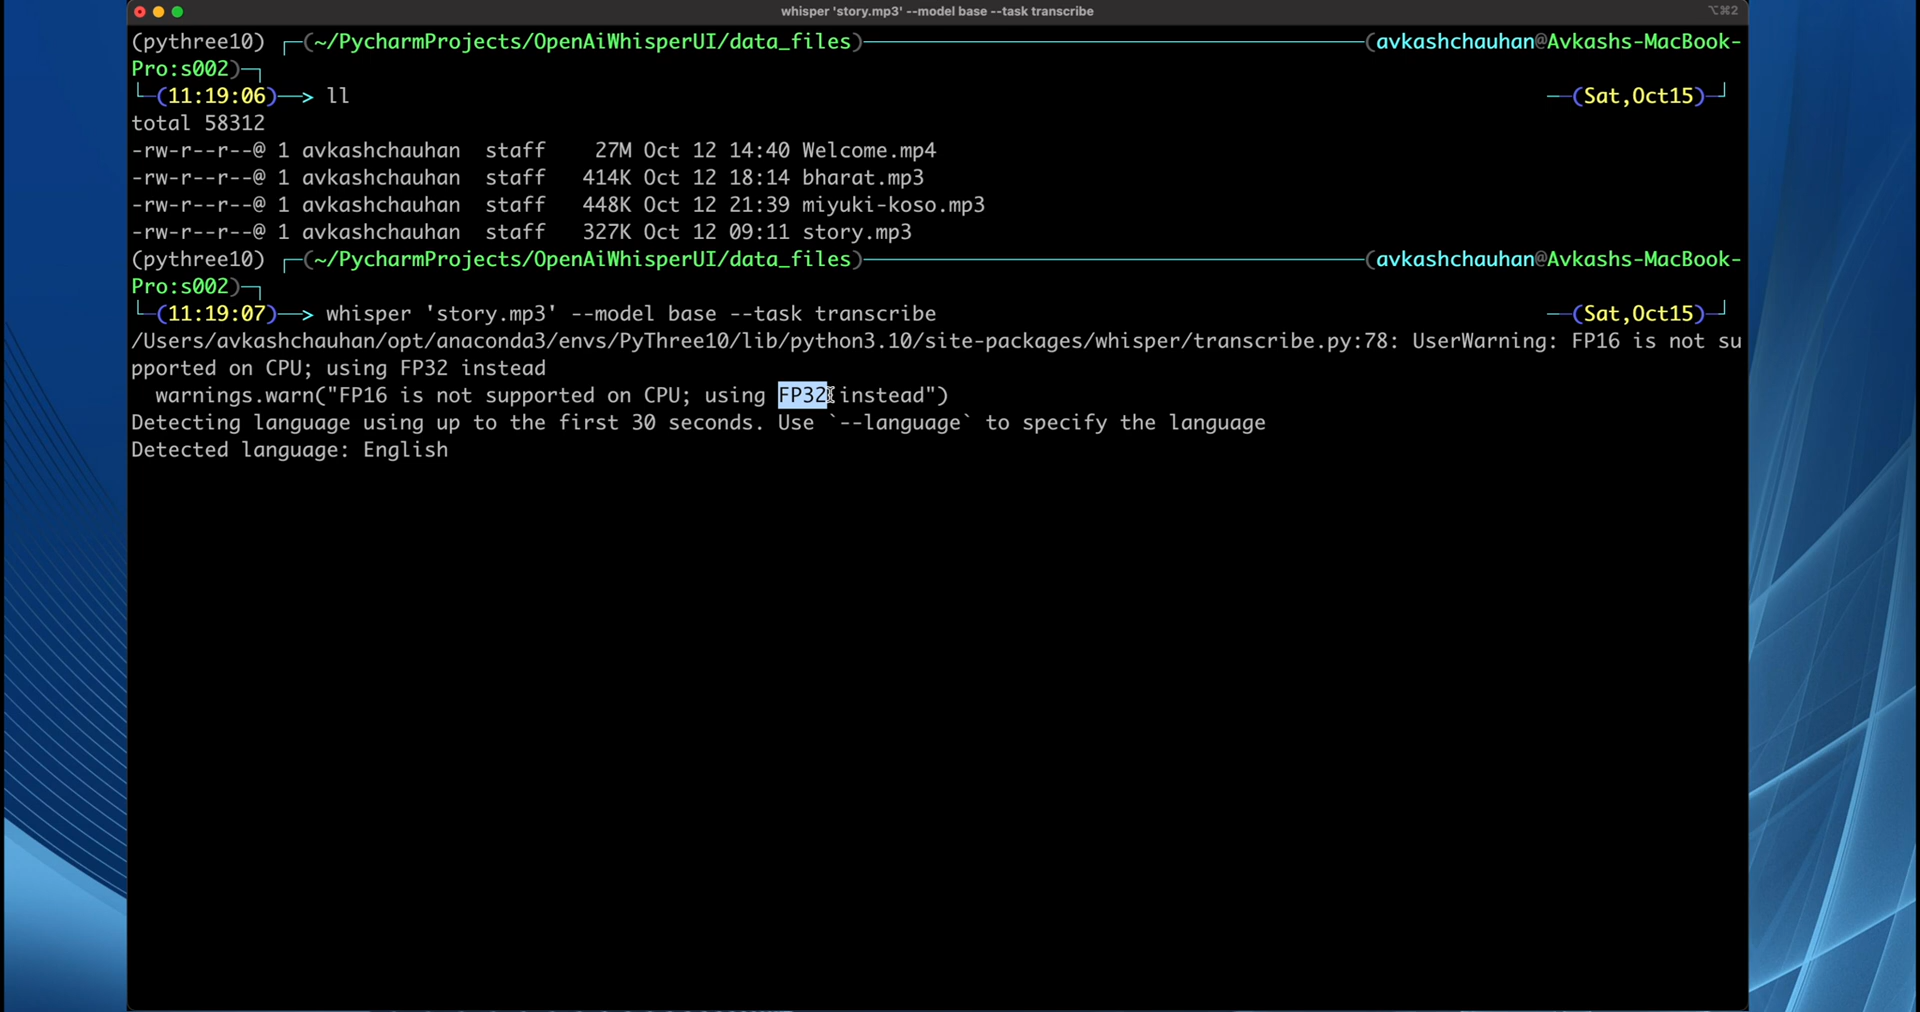 whisper 'story.mp3' --model base --task transcribe
⌥⌘2
(pythree10) ┌─(~/PycharmProjects/OpenAiWhisperUI/data_files)────(avkashchauhan@Avkashs-MacBook-
Pro:s002)─┐
└─(11:19:06)──> ll ──(Sat,Oct15)─┘
total 58312
-rw-r--r--@ 1 avkashchauhan  staff    27M Oct 12 14:40 Welcome.mp4
-rw-r--r--@ 1 avkashchauhan  staff   414K Oct 12 18:14 bharat.mp3
-rw-r--r--@ 1 avkashchauhan  staff   448K Oct 12 21:39 miyuki-koso.mp3
-rw-r--r--@ 1 avkashchauhan  staff   327K Oct 12 09:11 story.mp3
(pythree10) ┌─(~/PycharmProjects/OpenAiWhisperUI/data_files)────(avkashchauhan@Avkashs-MacBook-
Pro:s002)─┐
└─(11:19:07)──> whisper 'story.mp3' --model base --task transcribe ──(Sat,Oct15)─┘
/Users/avkashchauhan/opt/anaconda3/envs/PyThree10/lib/python3.10/site-packages/whisper/transcribe.py:78: UserWarning: FP16 is not su
pported on CPU; using FP32 instead
  warnings.warn("FP16 is not supported on CPU; using FP32 instead")
Detecting language using up to the first 30 seconds. Use `--language` to specify the language
Detected language: English